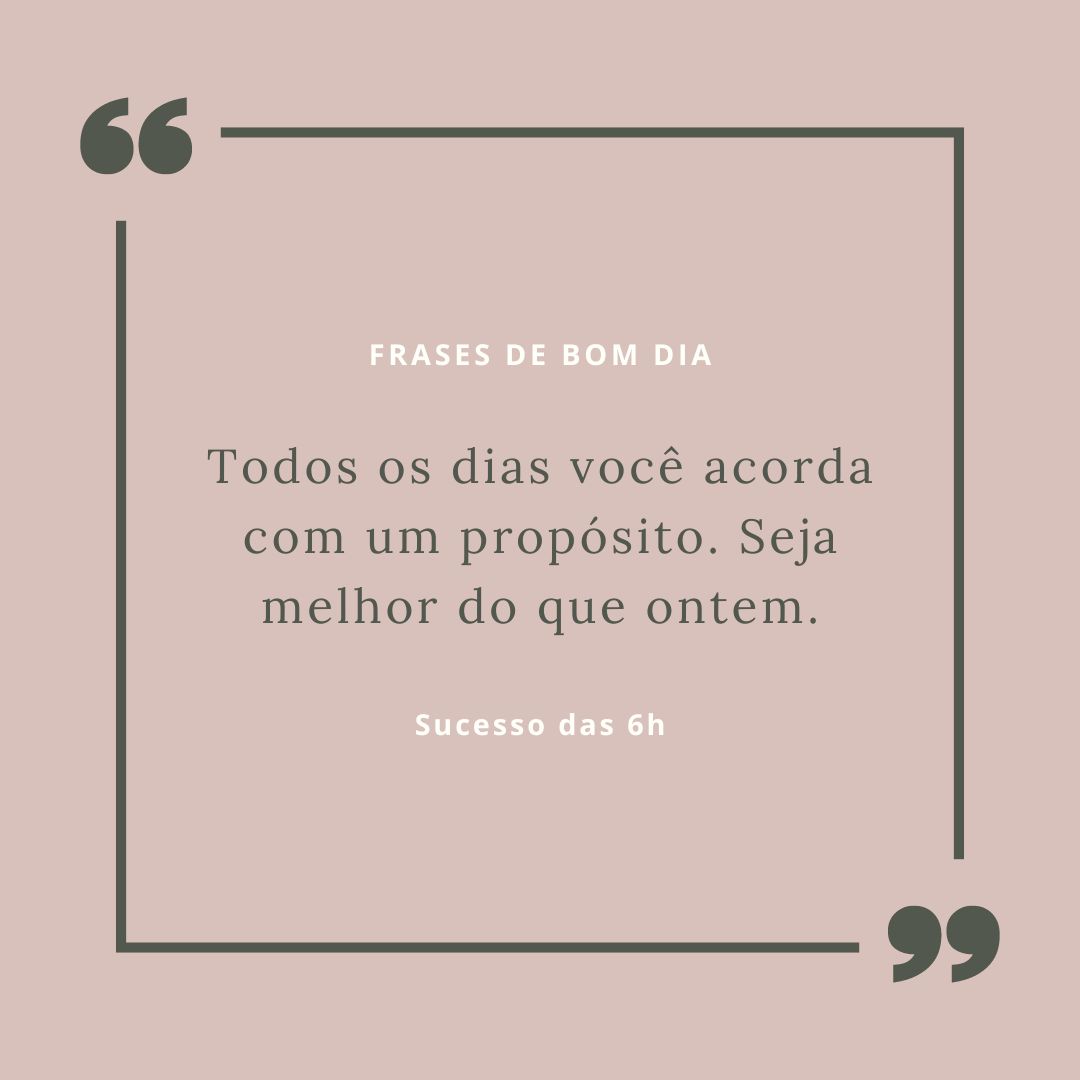 FRASES DE BOM DIA
Todos os dias você acorda
com um propósito. Seja
melhor do que ontem.
Sucesso das 6h